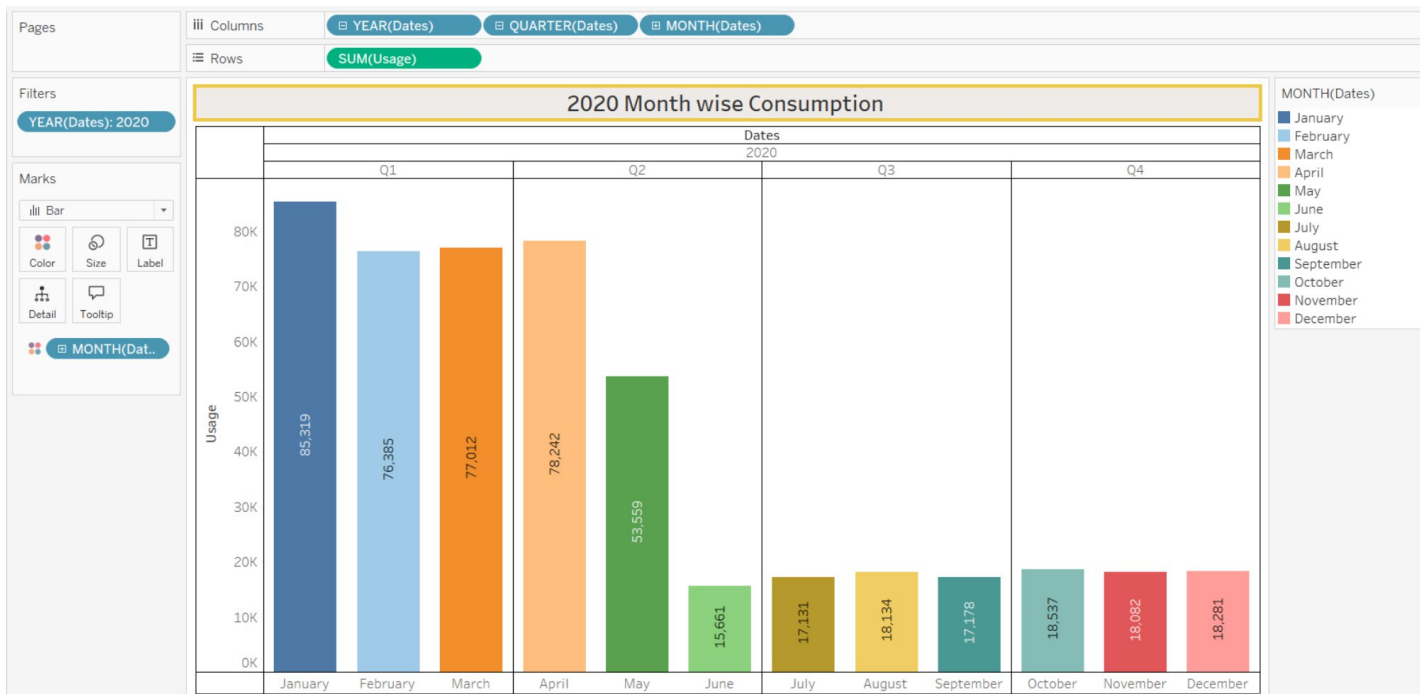 Pages
Columns
YEAR(Dates) QUARTER(Dates) MONTH(Dates)
Rows
SUM(Usage)
Filters
YEAR(Dates): 2020
Marks
Bar
Color Size Label
Detail Tooltip
MONTH(Dat..
2020 Month wise Consumption
Dates
2020
Q1 Q2 Q3 Q4
Usage
80K
70K
60K
50K
40K
30K
20K
10K
0K
85,319
76,385
77,012
78,242
53,559
15,661
17,131
18,134
17,178
18,537
18,082
18,281
January February March April May June July August September October November December
MONTH(Dates)
January
February
March
April
May
June
July
August
September
October
November
December